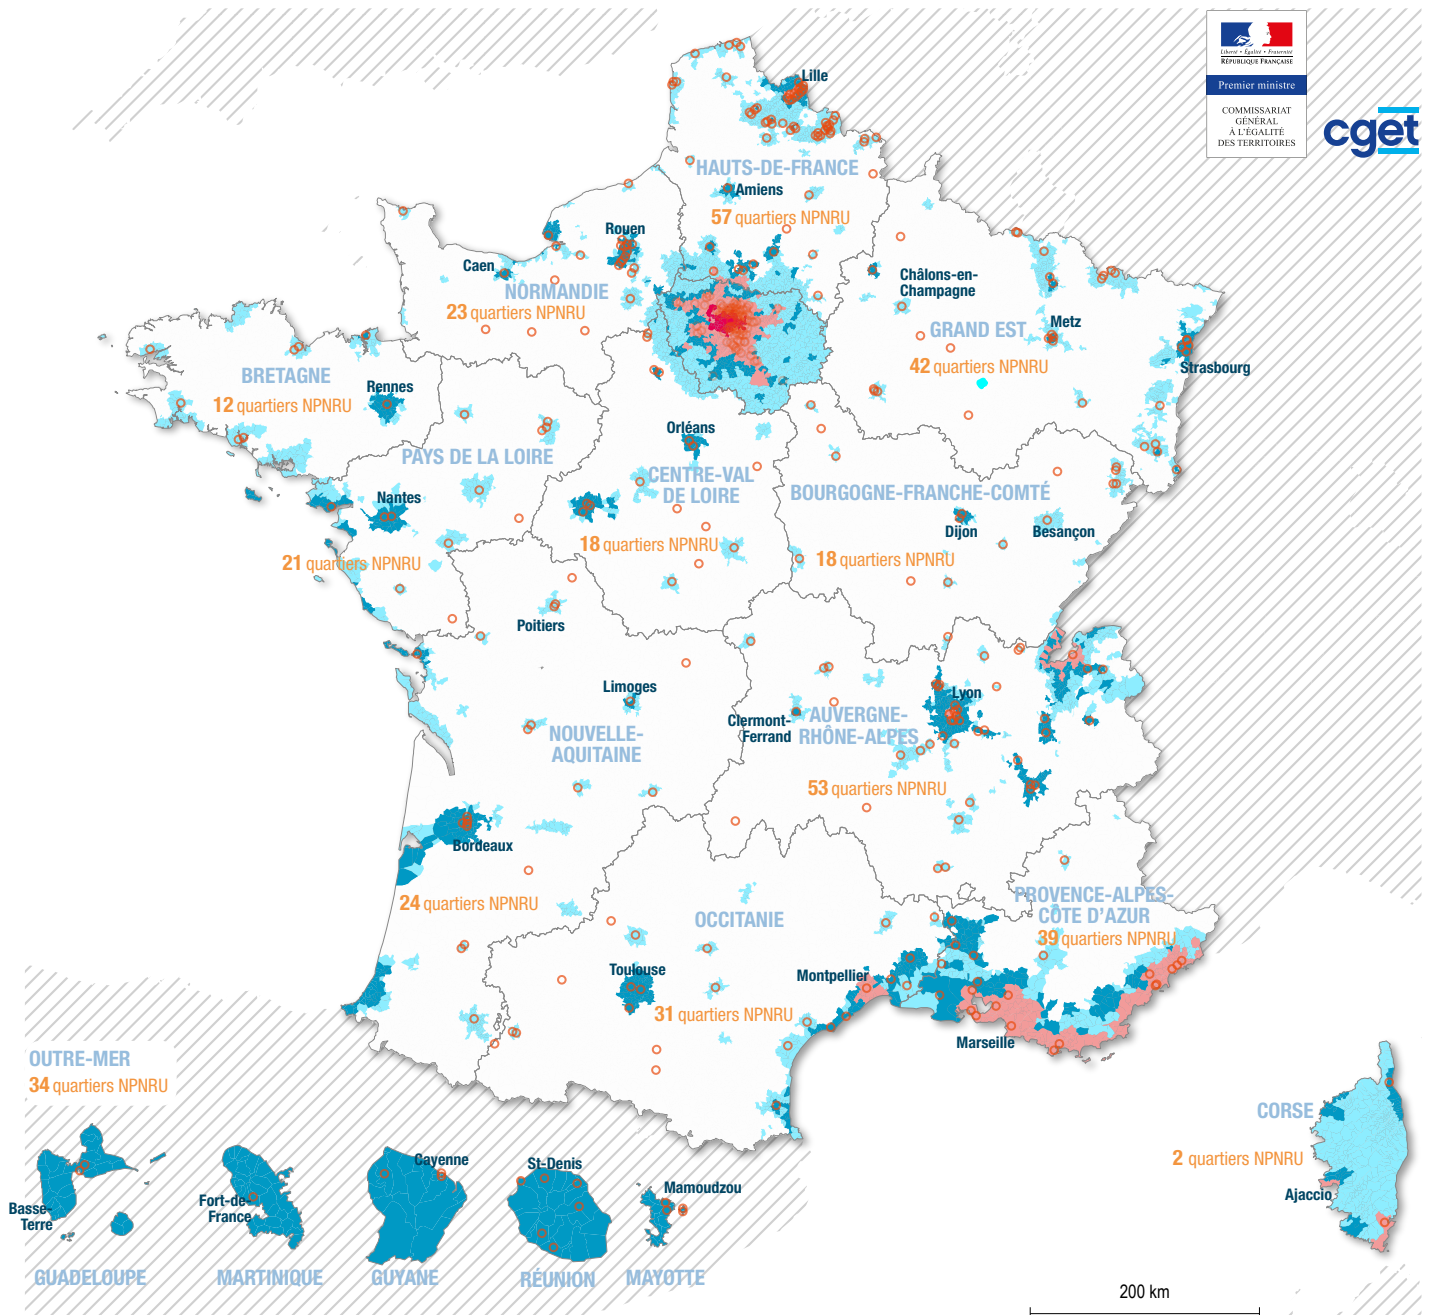 Liberté • Égalité • Fraternité
RÉPUBLIQUE FRANÇAISE
Premier ministre
COMMISSARIAT
GÉNÉRAL
À L'ÉGALITÉ
DES TERRITOIRES
cget
Lille
HAUTS-DE-FRANCE
Amiens
57 quartiers NPNRU
Rouen
Caen
NORMANDIE
23 quartiers NPNRU
Châlons-en-
Champagne
GRAND EST
Metz
42 quartiers NPNRU
Strasbourg
BRETAGNE
Rennes
12 quartiers NPNRU
Orléans
PAYS DE LA LOIRE
CENTRE-VAL
DE LOIRE
BOURGOGNE-FRANCHE-COMTÉ
Nantes
Dijon
Besançon
21 quartiers NPNRU
18 quartiers NPNRU
18 quartiers NPNRU
Poitiers
Limoges
Lyon
Clermont-
Ferrand
AUVERGNE-
RHÔNE-ALPES
NOUVELLE-
AQUITAINE
53 quartiers NPNRU
Bordeaux
24 quartiers NPNRU
OCCITANIE
PROVENCE-ALPES-
CÔTE D'AZUR
39 quartiers NPNRU
Toulouse
Montpellier
31 quartiers NPNRU
Marseille
OUTRE-MER
34 quartiers NPNRU
CORSE
2 quartiers NPNRU
Ajaccio
Basse-
Terre
GUADELOUPE
Fort-de-
France
MARTINIQUE
Cayenne
GUYANE
St-Denis
RÉUNION
Mamoudzou
MAYOTTE
200 km